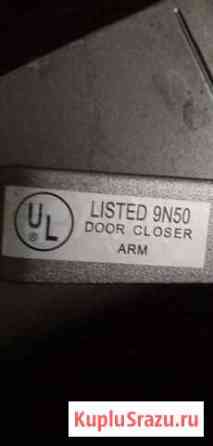 UL
®
LISTED 9N50
DOOR CLOSER
ARM
KupluSrazu.ru